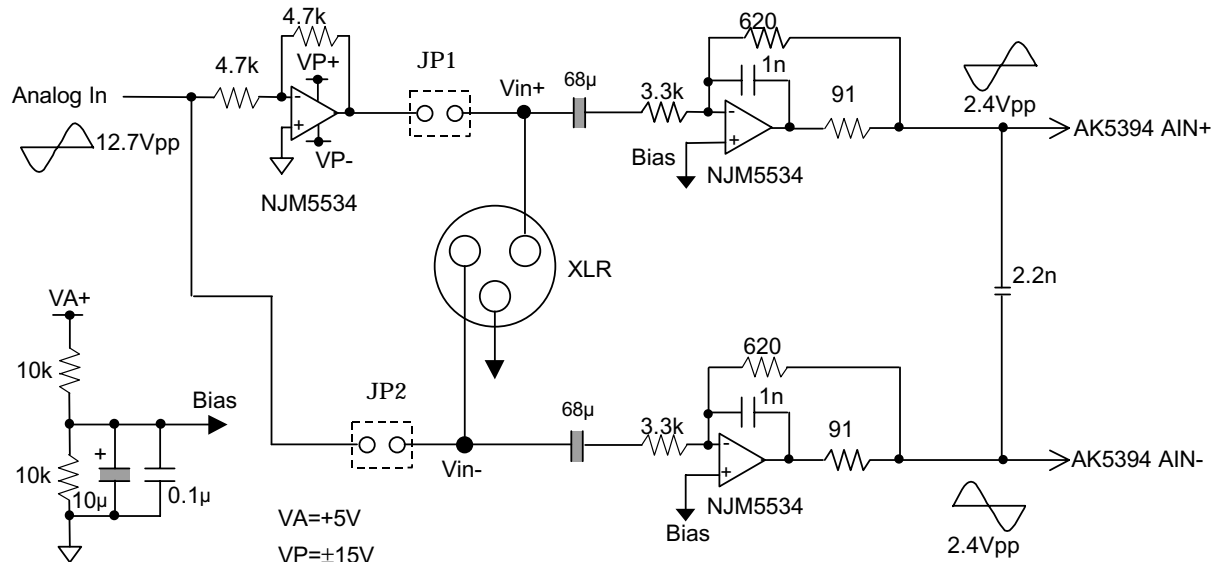 4.7k
4.7k
VP+
JP1
Analog In
12.7Vpp
-
+
VP-
NJM5534
Vin+
68µ
3.3k
620
1n
91
-
+
Bias
NJM5534
2.4Vpp
AK5394 AIN+
XLR
2.2n
VA+
10k
Bias
10k
+
10µ
0.1µ
JP2
Vin-
68µ
3.3k
620
1n
91
-
+
Bias
NJM5534
AK5394 AIN-
2.4Vpp
VA=+5V
VP=±15V